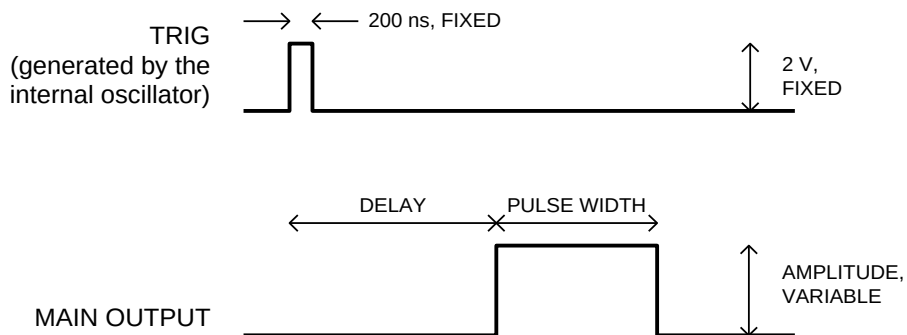 200 ns, FIXED
TRIG
(generated by the
internal oscillator)
2 V,
FIXED
DELAY
PULSE WIDTH
AMPLITUDE,
VARIABLE
MAIN OUTPUT